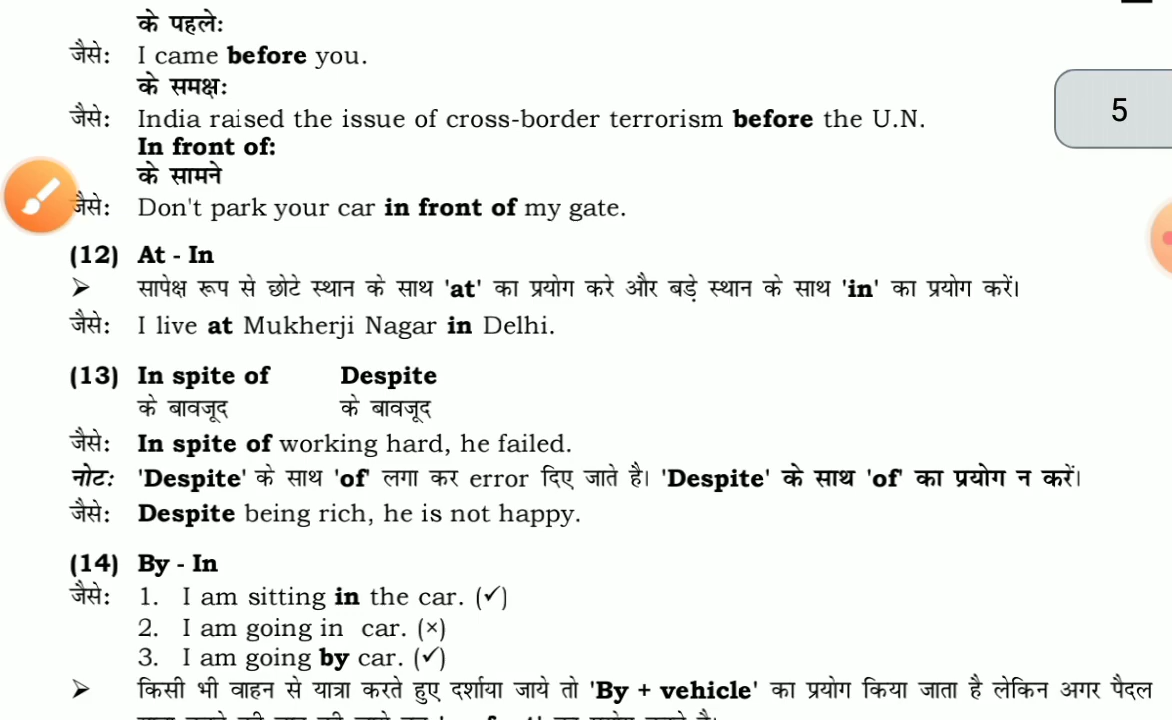 के पहले:
जैसे: I came before you.
के समक्ष:
5
जैसे: India raised the issue of cross-border terrorism before the U.N.
In front of:
के सामने
जैसे: Don't park your car in front of my gate.
(12) At - In
➢ सापेक्ष रूप से छोटे स्थान के साथ 'at' का प्रयोग करे और बड़े स्थान के साथ 'in' का प्रयोग करें।
जैसे: I live at Mukherji Nagar in Delhi.
(13) In spite of Despite
के बावजूद के बावजूद
जैसे: In spite of working hard, he failed.
नोट: 'Despite' के साथ 'of' लगा कर error दिए जाते है। 'Despite' के साथ 'of' का प्रयोग न करें।
जैसे: Despite being rich, he is not happy.
(14) By - In
जैसे: 1. I am sitting in the car. (✓)
2. I am going in car. (×)
3. I am going by car. (✓)
➢ किसी भी वाहन से यात्रा करते हुए दर्शाया जाये तो 'By + vehicle' का प्रयोग किया जाता है लेकिन अगर पैदल